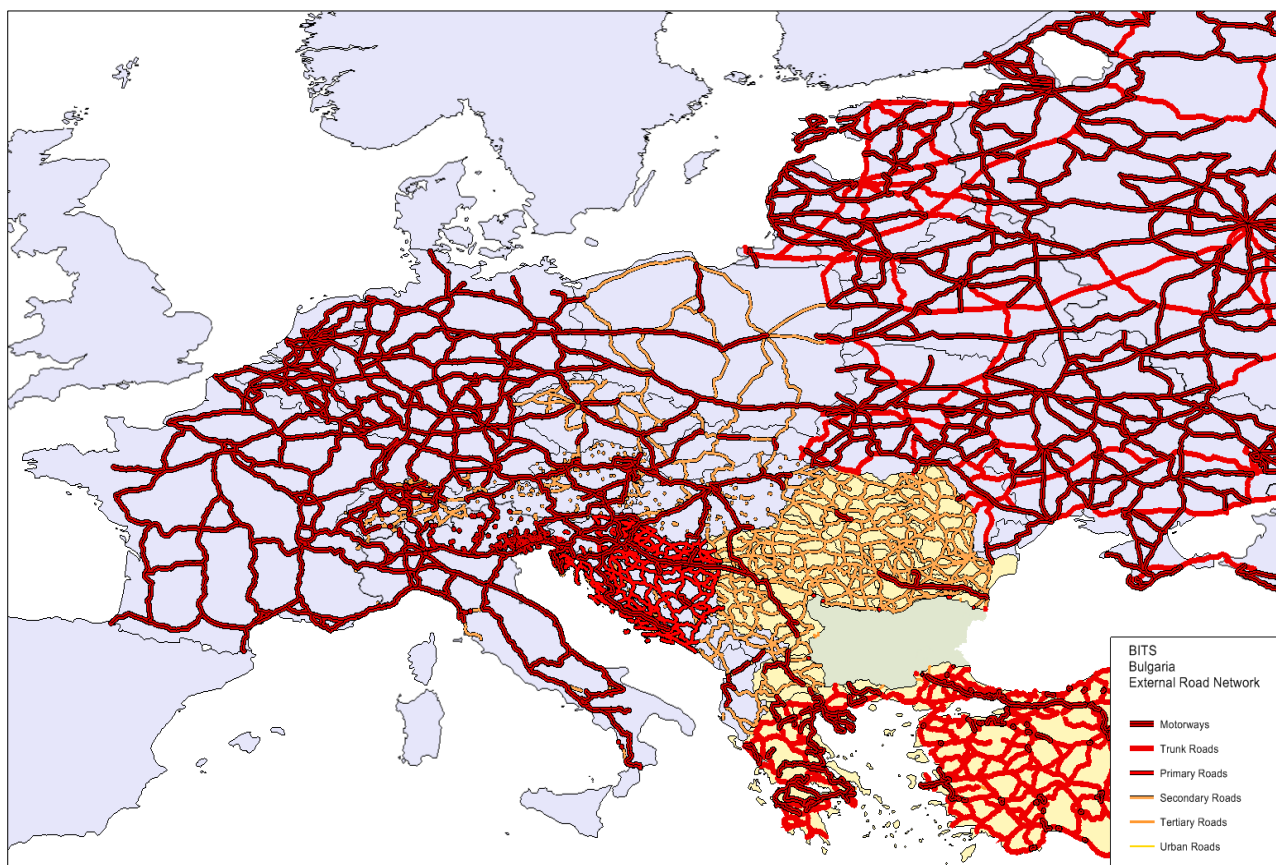 BITS
Bulgaria
External Road Network
Motorways
Trunk Roads
Primary Roads
Secondary Roads
Tertiary Roads
Urban Roads